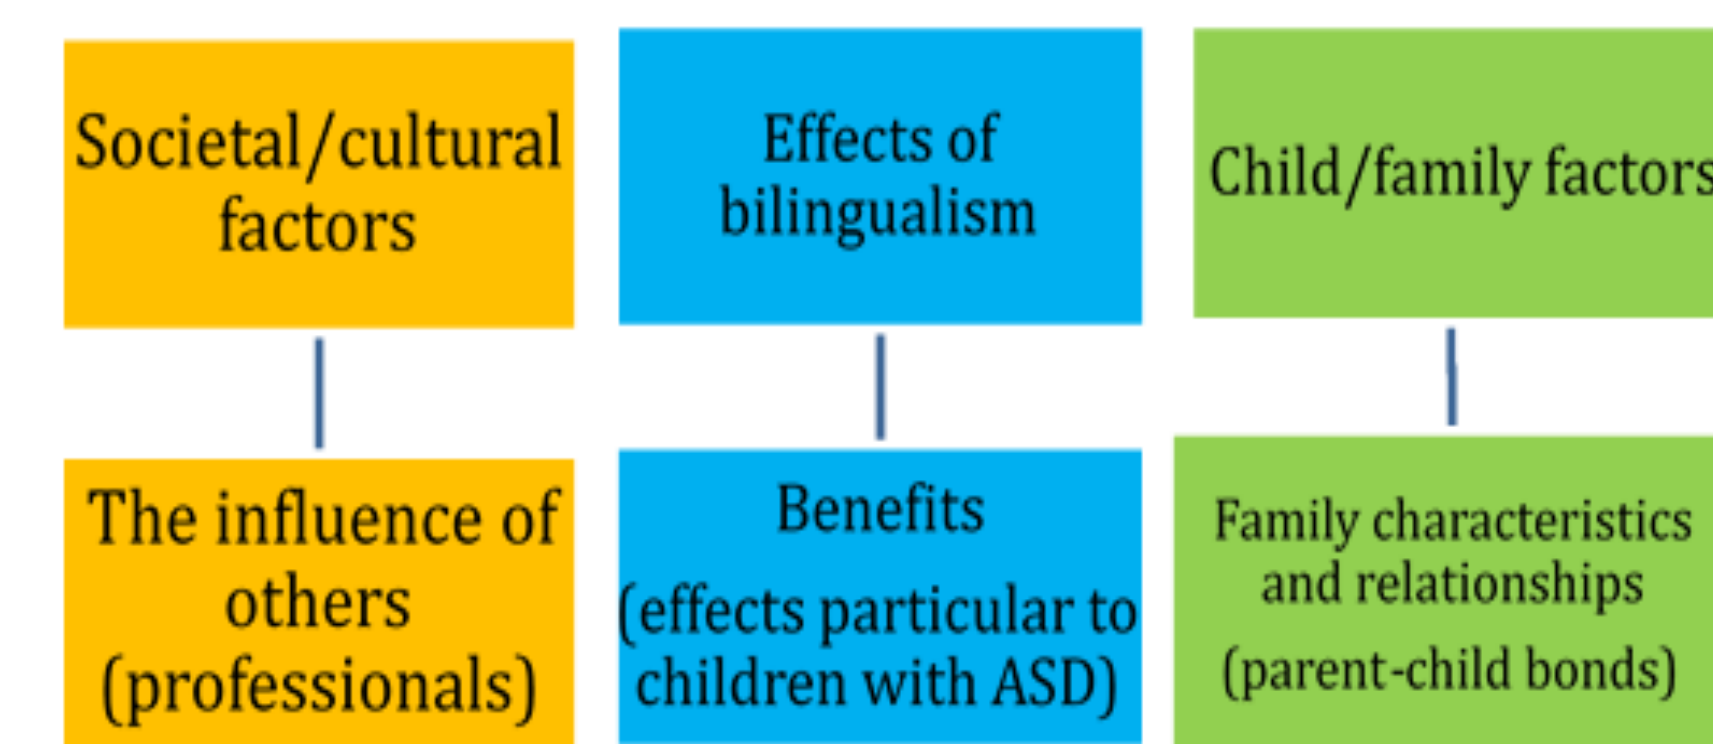 Societal/cultural
factors
Effects of
bilingualism
Child/family factors
The influence of
others
(professionals)
Benefits
(effects particular to
children with ASD)
Family characteristics
and relationships
(parent-child bonds)